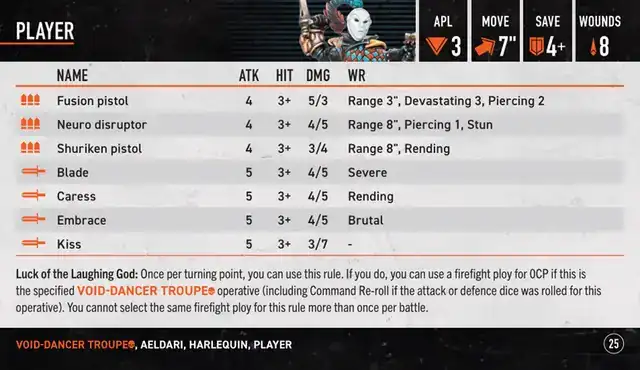 PLAYER
APL MOVE SAVE WOUNDS
3 7" 4+ 8
NAME ATK HIT DMG WR
Fusion pistol 4 3+ 5/3 Range 3", Devastating 3, Piercing 2
Neuro disruptor 4 3+ 4/5 Range 8", Piercing 1, Stun
Shuriken pistol 4 3+ 3/4 Range 8", Rending
Blade 5 3+ 4/5 Severe
Caress 5 3+ 4/5 Rending
Embrace 5 3+ 4/5 Brutal
Kiss 5 3+ 3/7 -
Luck of the Laughing God: Once per turning point, you can use this rule. If you do, you can use a firefight ploy for 0CP if this is
the specified VOID-DANCER TROUPE operative (including Command Re-roll if the attack or defence dice was rolled for this
operative). You cannot select the same firefight ploy for this rule more than once per battle.
VOID-DANCER TROUPE, AELDARI, HARLEQUIN, PLAYER
25